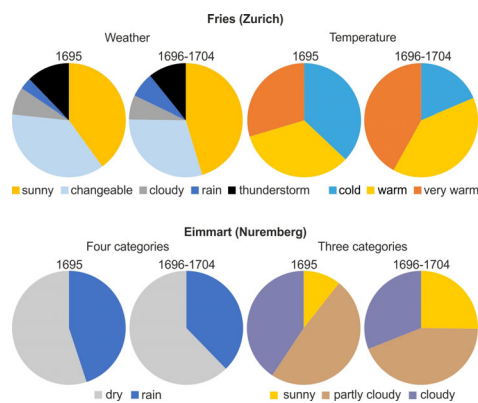 Fries (Zurich)
Weather Temperature
1695 1696-1704 1695 1696-1704
sunny changeable cloudy rain thunderstorm cold warm very warm
Eimmart (Nuremberg)
Four categories Three categories
1695 1696-1704 1695 1696-1704
dry rain sunny partly cloudy cloudy